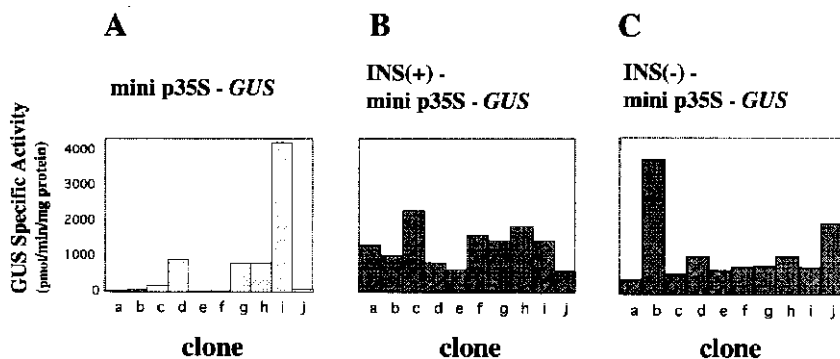 A
mini p35S - GUS
GUS Specific Activity
(pmol/min/mg protein)
4000
3000
2000
1000
0
a b c d e f g h i j
clone
B
INS(+) -
mini p35S - GUS
a b c d e f g h i j
clone
C
INS(-) -
mini p35S - GUS
a b c d e f g h i j
clone